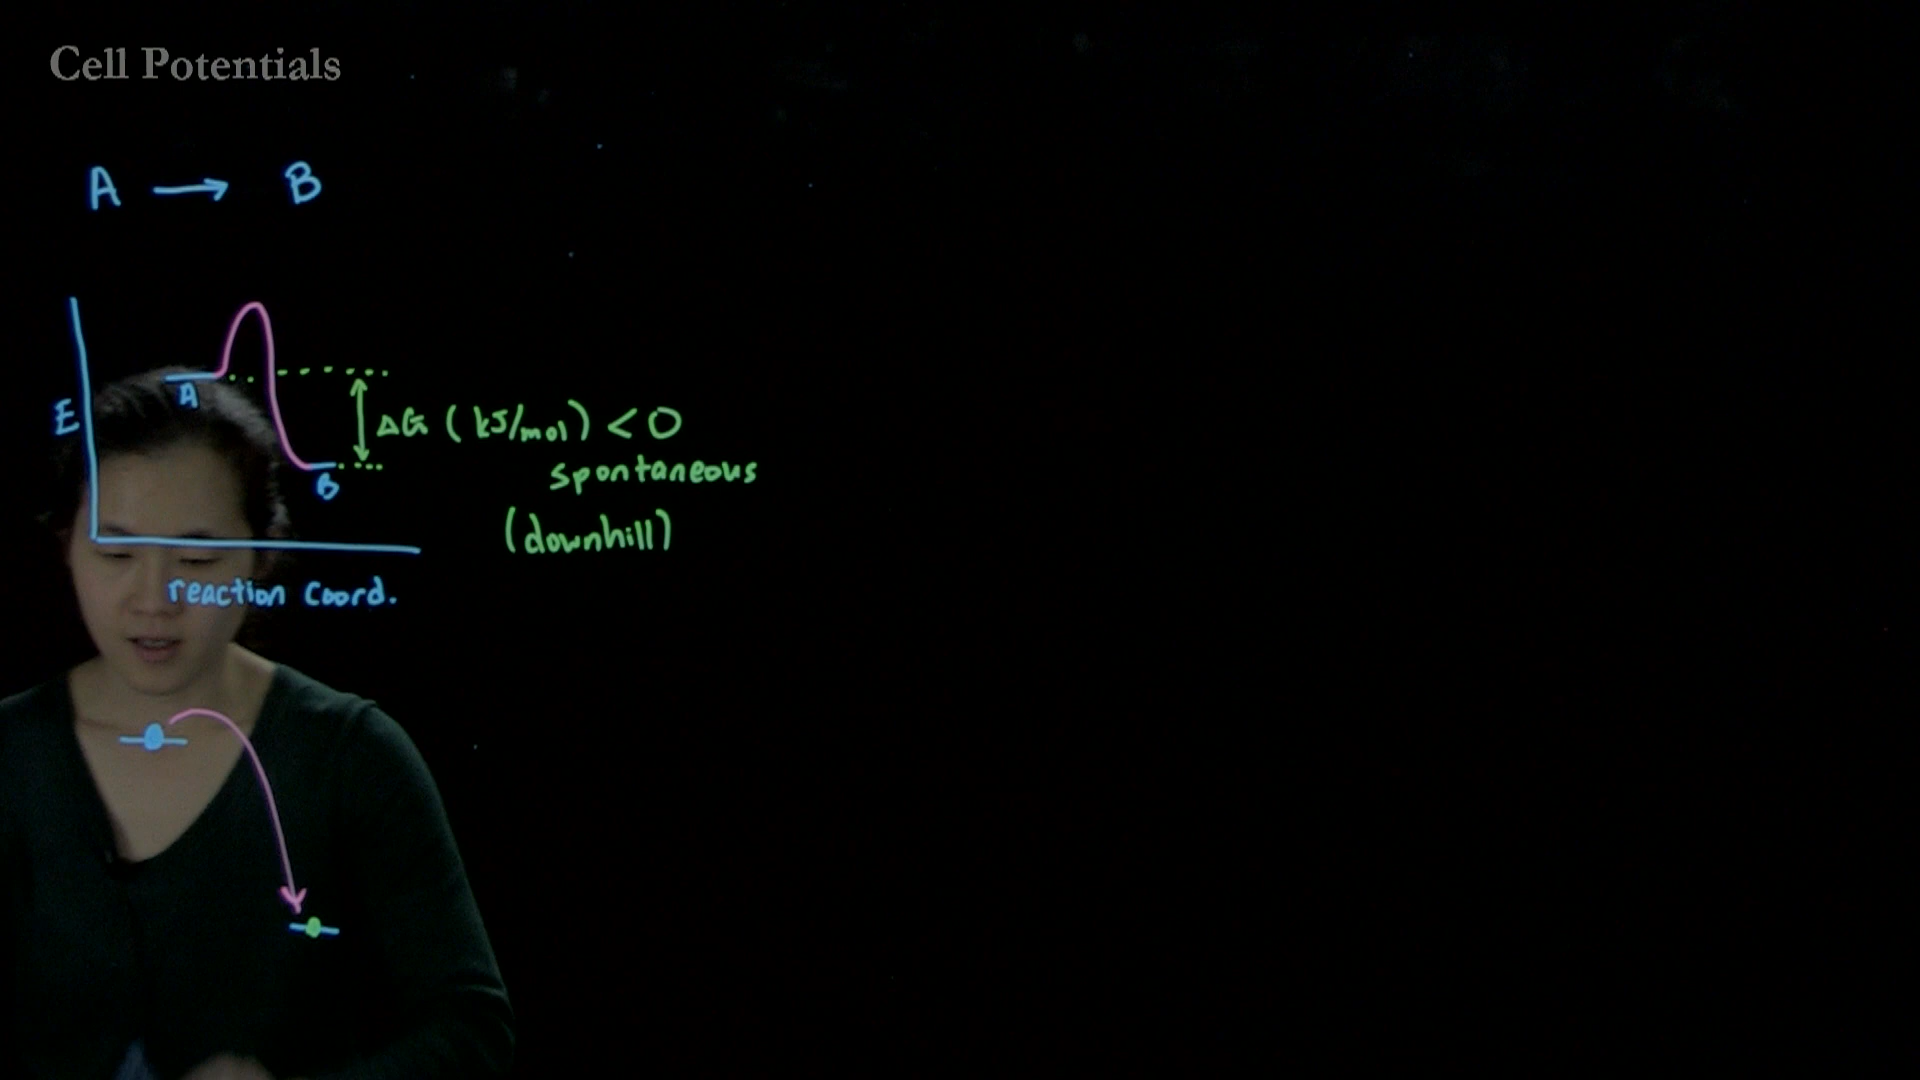 Cell Potentials
A → B
E
A
B
ΔG (kJ/mol) < 0
spontaneous
(downhill)
reaction coord.